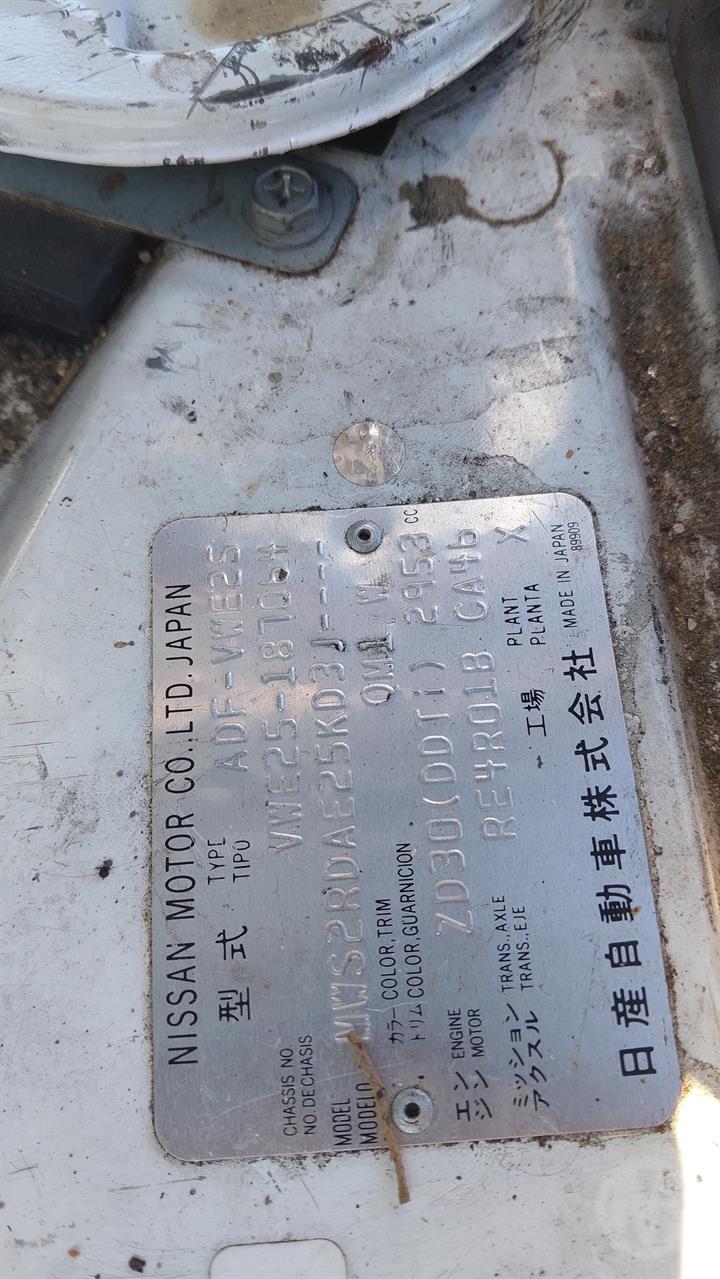 NISSAN MOTOR CO.,LTD.JAPAN
型式 TYPE TIPO ADF-VWE25
CHASSIS NO. NO. DE CHASIS VWE25-187064
MODEL MODELO MWS2RDAE25KD3J----
カラー COLOR,TRIM
トリム COLOR,GUARNICION QM1 W
エンジン ENGINE MOTOR ZD30(DDTi) 2953 CC
ミッション TRANS.,AXLE
アクスル TRANS.,EJE RE4R01B CA46
工場 PLANT PLANTA X
日産自動車株式会社 MADE IN JAPAN
89909